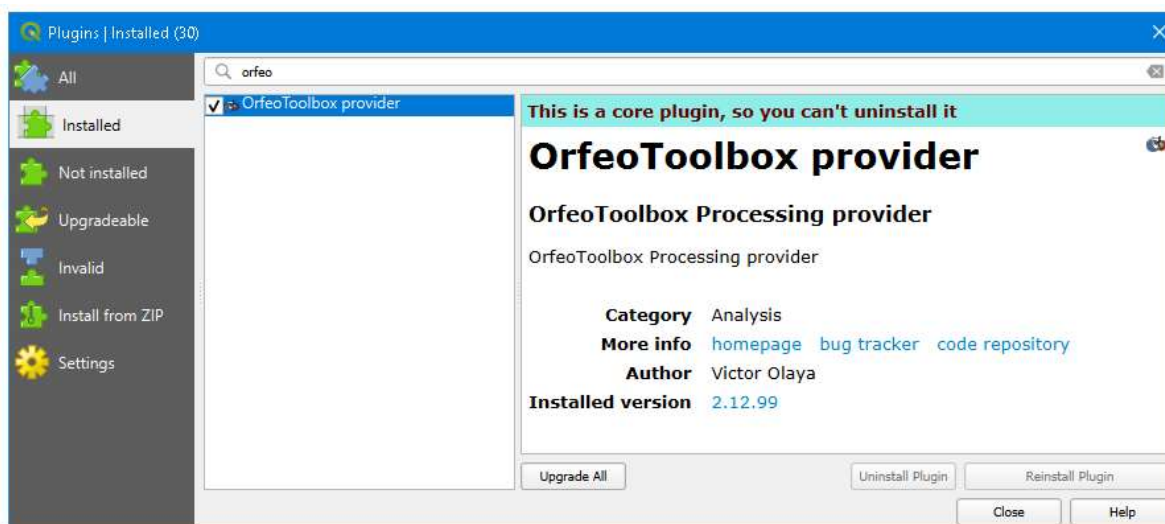 Plugins | Installed (30)
All
Installed
Not installed
Upgradeable
Invalid
Install from ZIP
Settings
orfeo
OrfeoToolbox provider
This is a core plugin, so you can't uninstall it
OrfeoToolbox provider
OrfeoToolbox Processing provider
OrfeoToolbox Processing provider
Category Analysis
More info homepage bug tracker code repository
Author Victor Olaya
Installed version 2.12.99
Upgrade All Uninstall Plugin Reinstall Plugin
Close Help